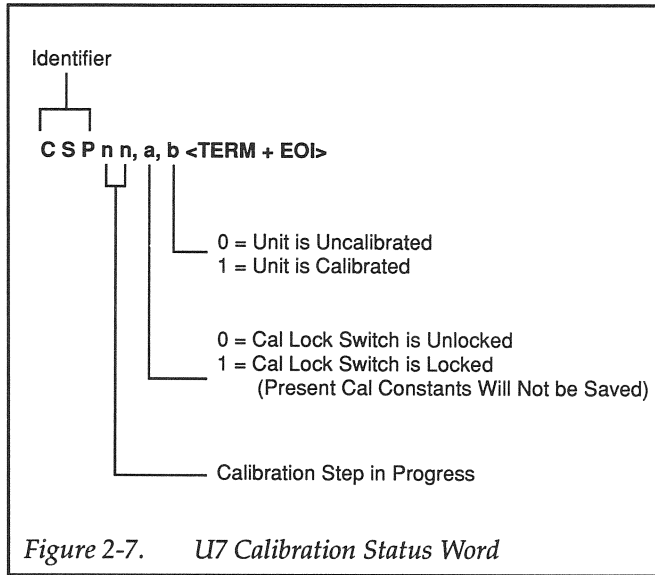 Identifier
C S P n n, a, b <TERM + EOI>
0 = Unit is Uncalibrated
1 = Unit is Calibrated
0 = Cal Lock Switch is Unlocked
1 = Cal Lock Switch is Locked
(Present Cal Constants Will Not be Saved)
Calibration Step in Progress
Figure 2-7. U7 Calibration Status Word